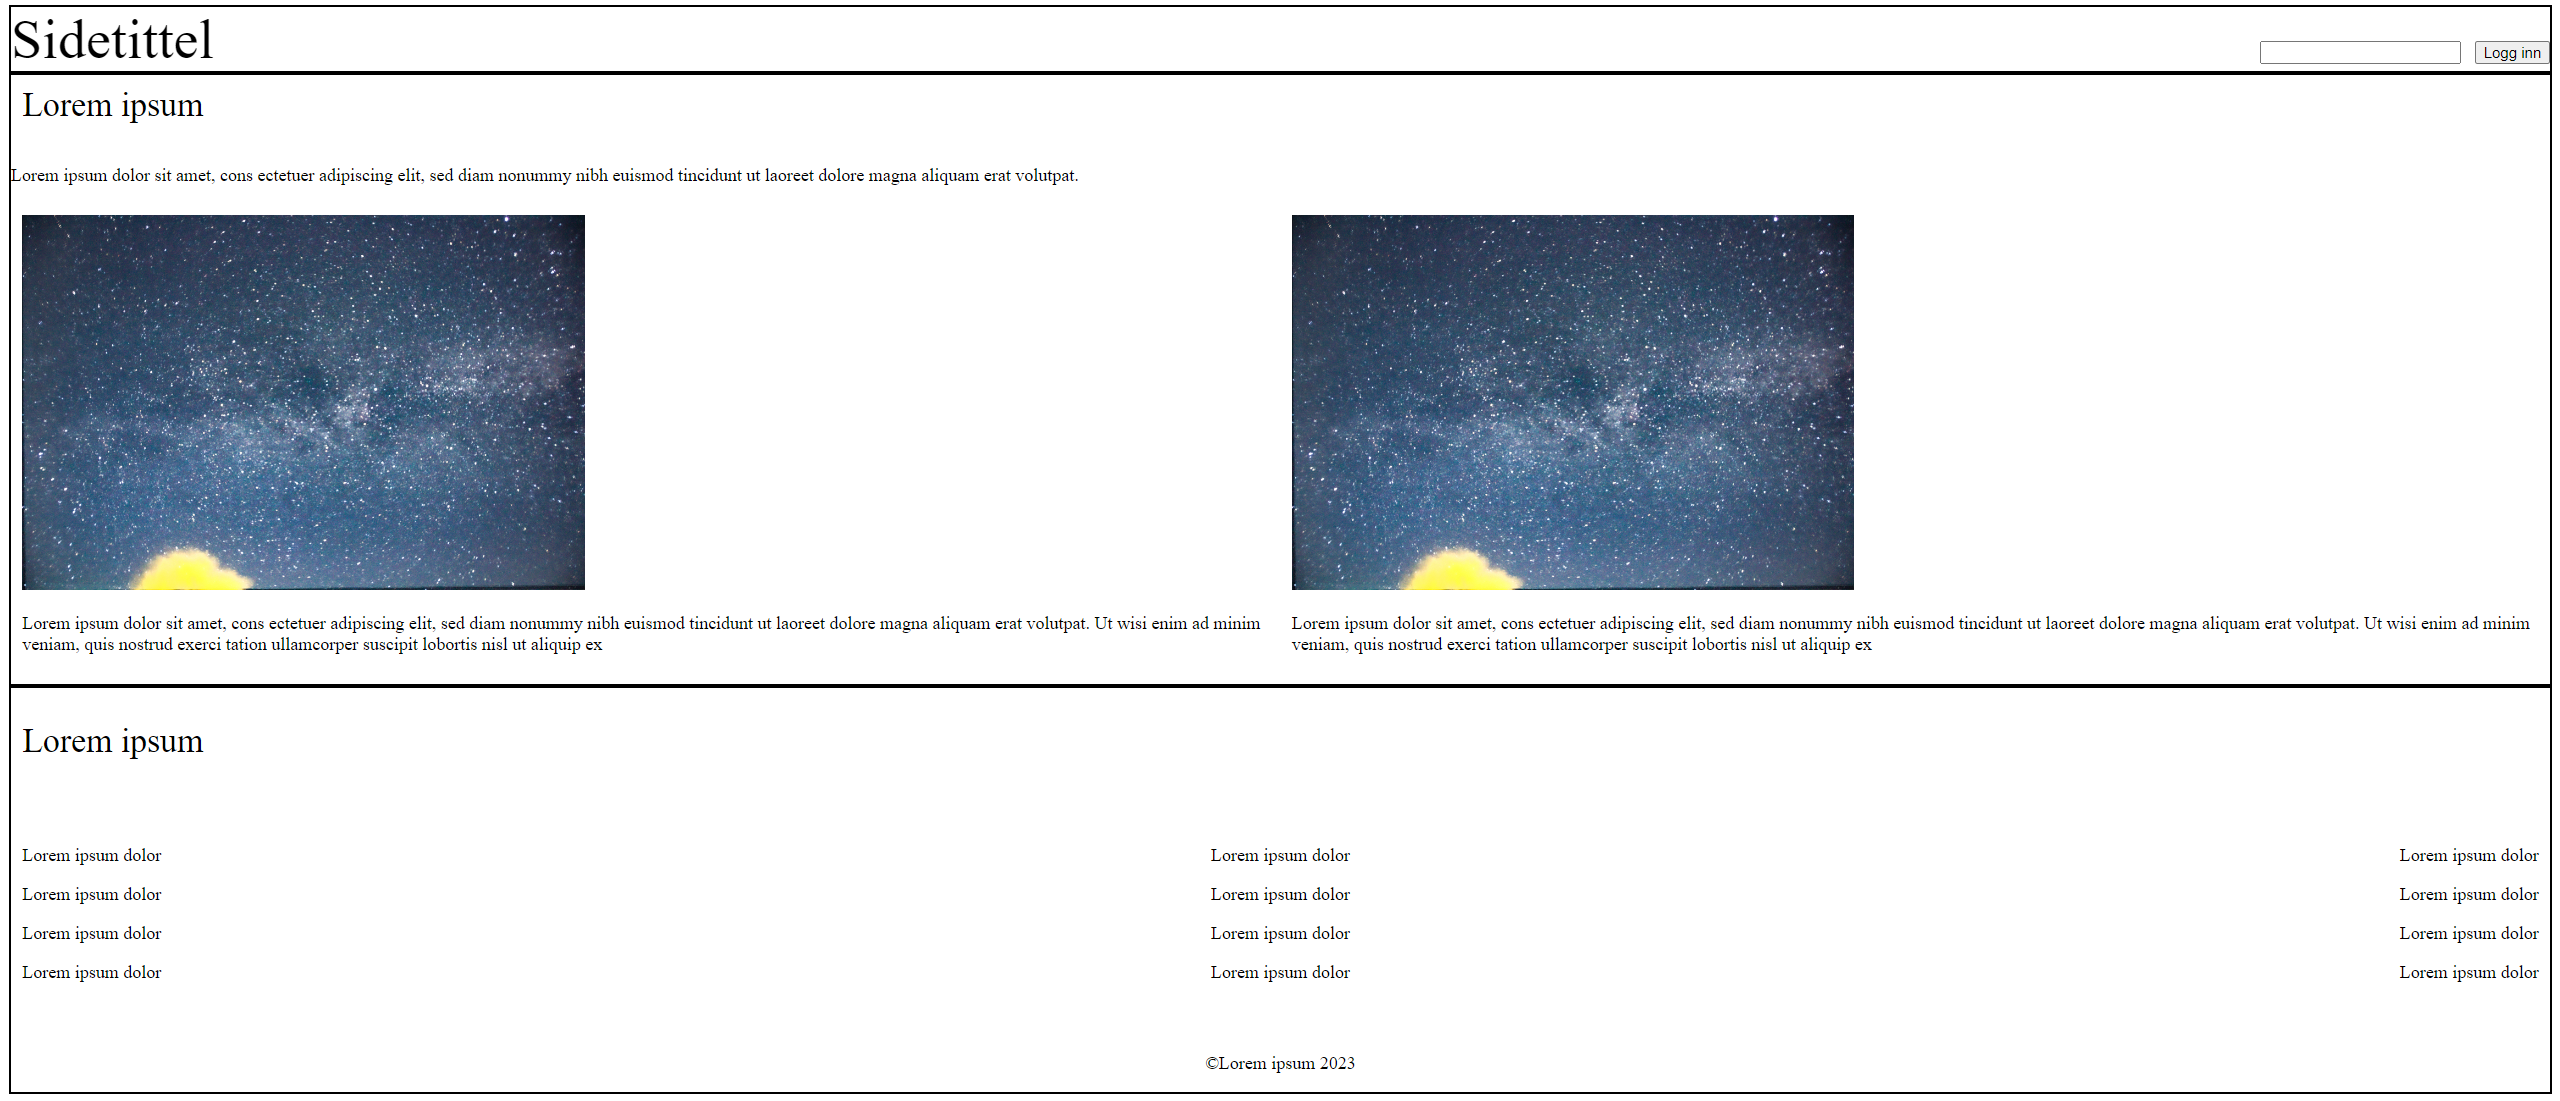 Sidetittel
Logg inn
Lorem ipsum
Lorem ipsum dolor sit amet, cons ectetuer adipiscing elit, sed diam nonummy nibh euismod tincidunt ut laoreet dolore magna aliquam erat volutpat.
Lorem ipsum dolor sit amet, cons ectetuer adipiscing elit, sed diam nonummy nibh euismod tincidunt ut laoreet dolore magna aliquam erat volutpat. Ut wisi enim ad minim
veniam, quis nostrud exerci tation ullamcorper suscipit lobortis nisl ut aliquip ex
Lorem ipsum dolor sit amet, cons ectetuer adipiscing elit, sed diam nonummy nibh euismod tincidunt ut laoreet dolore magna aliquam erat volutpat. Ut wisi enim ad minim
veniam, quis nostrud exerci tation ullamcorper suscipit lobortis nisl ut aliquip ex
Lorem ipsum
Lorem ipsum dolor
Lorem ipsum dolor
Lorem ipsum dolor
Lorem ipsum dolor
Lorem ipsum dolor
Lorem ipsum dolor
Lorem ipsum dolor
Lorem ipsum dolor
Lorem ipsum dolor
Lorem ipsum dolor
Lorem ipsum dolor
Lorem ipsum dolor
©Lorem ipsum 2023